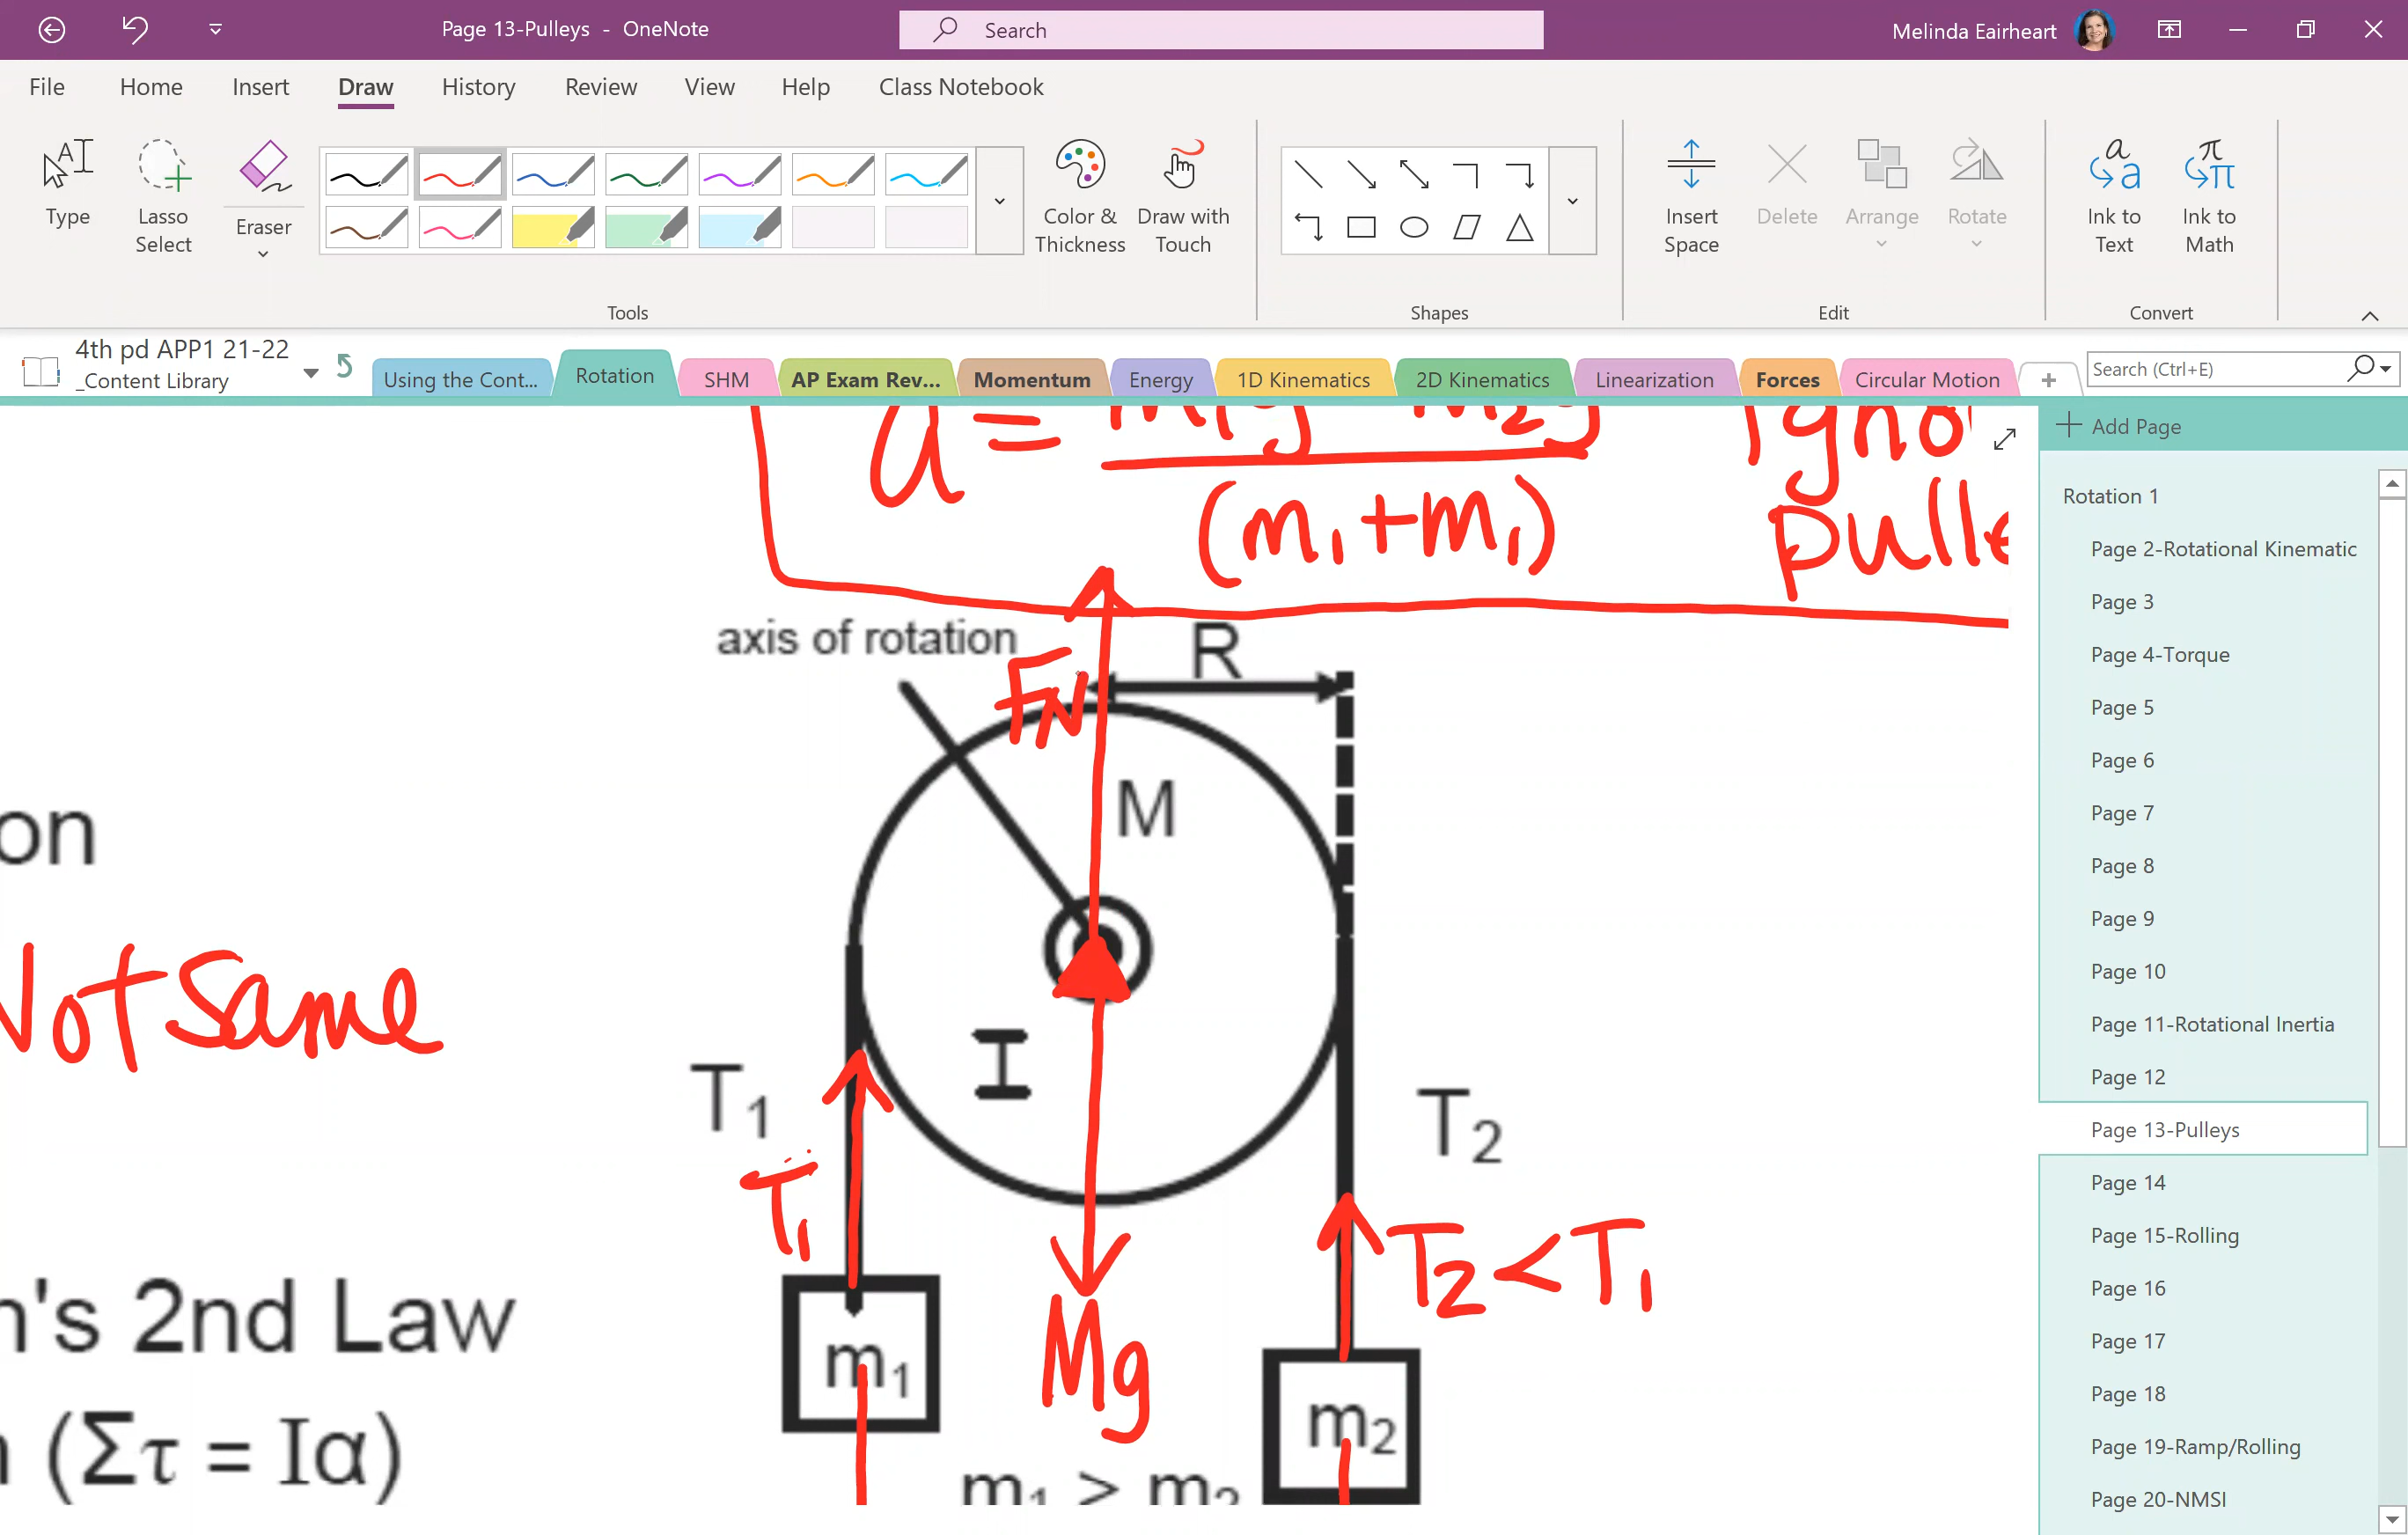 Page 13-Pulleys - OneNote
Search
Melinda Eairheart
File Home Insert Draw History Review View Help Class Notebook
Type
Lasso Select
Eraser
Color & Thickness
Draw with Touch
Insert Space
Delete
Arrange
Rotate
Ink to Text
Ink to Math
Tools Shapes Edit Convert
4th pd APP1 21-22
_Content Library
Using the Cont... Rotation SHM AP Exam Rev... Momentum Energy 1D Kinematics 2D Kinematics Linearization Forces Circular Motion
Search (Ctrl+E)
a = m₁g m₂g
(m₁+m₁)
axis of rotation
R
FN
M
on
Not same
I
T₁
T₂
T₁
T₂ < T₁
Mg
m₁
m₂
m₁ > m₂
n's 2nd Law
(Στ = Iα)
Add Page
Rotation 1
Page 2-Rotational Kinematic
Page 3
Page 4-Torque
Page 5
Page 6
Page 7
Page 8
Page 9
Page 10
Page 11-Rotational Inertia
Page 12
Page 13-Pulleys
Page 14
Page 15-Rolling
Page 16
Page 17
Page 18
Page 19-Ramp/Rolling
Page 20-NMSI